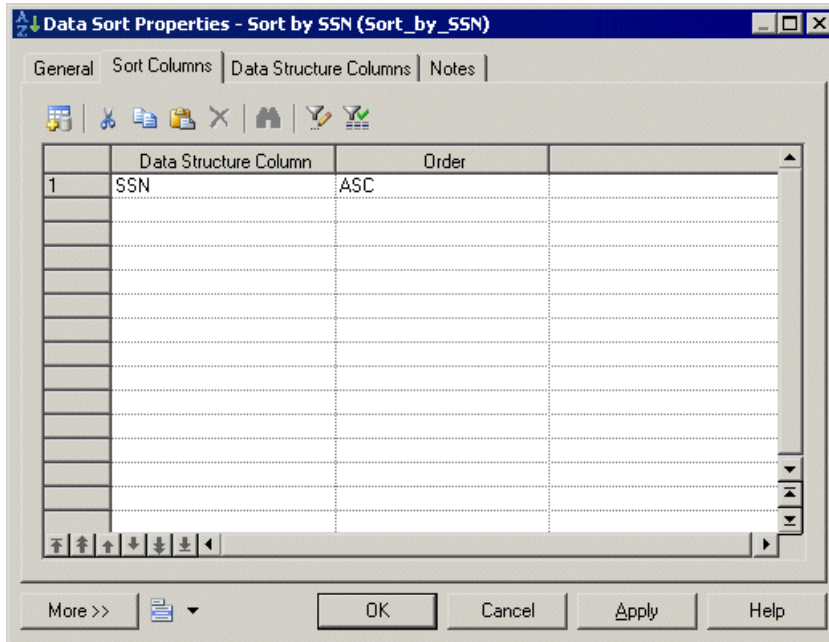 Data Sort Properties - Sort by SSN (Sort_by_SSN)
General Sort Columns Data Structure Columns Notes
Data Structure Column Order
1 SSN ASC
More >> OK Cancel Apply Help